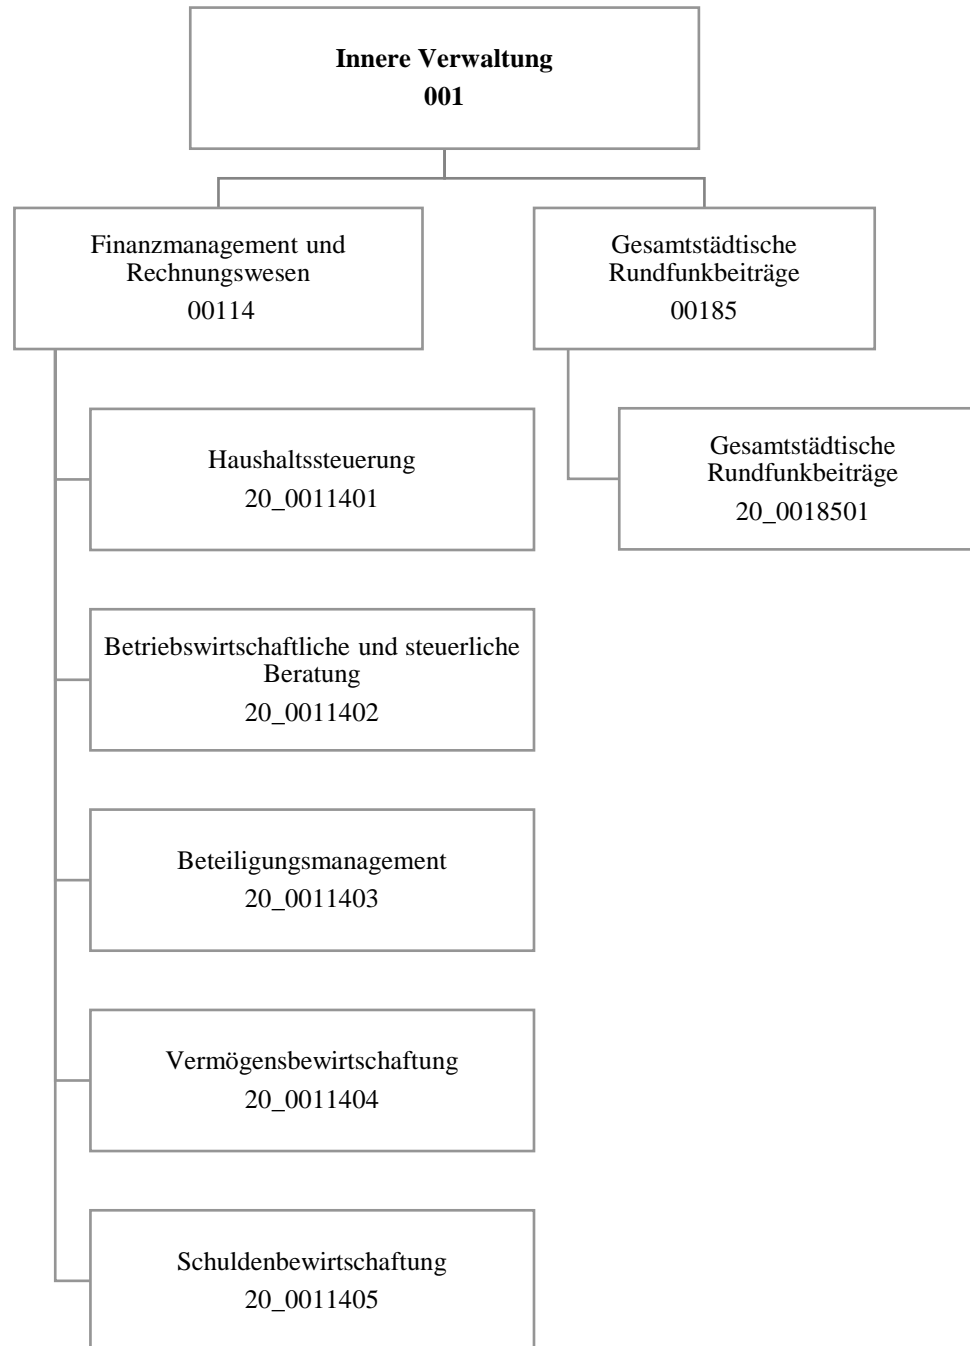 Innere Verwaltung
001
Finanzmanagement und
Rechnungswesen
00114
Gesamtstädtische
Rundfunkbeiträge
00185
Haushaltssteuerung
20_0011401
Gesamtstädtische
Rundfunkbeiträge
20_0018501
Betriebswirtschaftliche und steuerliche
Beratung
20_0011402
Beteiligungsmanagement
20_0011403
Vermögensbewirtschaftung
20_0011404
Schuldenbewirtschaftung
20_0011405